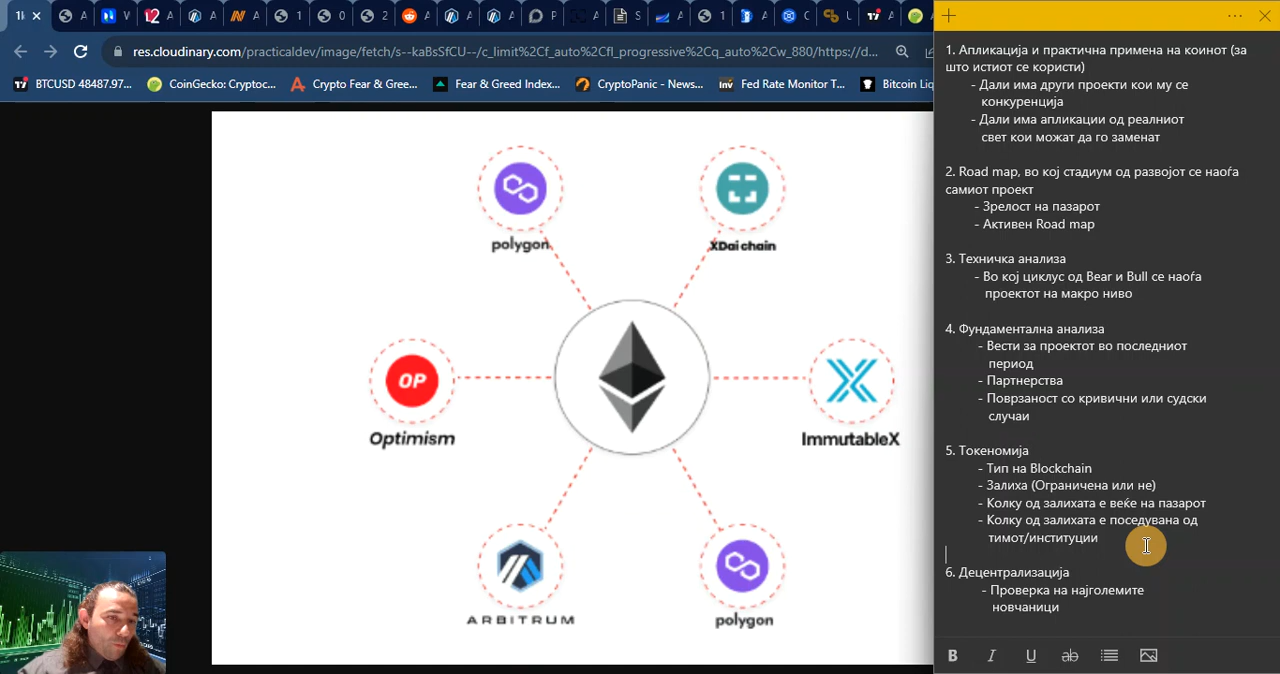 1k
A
V
A
A
A
1
0
2
A
A
A
P
A
S
A
1
A
C
U
A
res.cloudinary.com/practicaldev/image/fetch/s--kaBsSfCU--/c_limit%2Cf_auto%2Cfl_progressive%2Cq_auto%2Cw_880/https://d...
BTCUSD 48487.97...
CoinGecko: Cryptoc...
Crypto Fear & Gree...
Fear & Greed Index...
CryptoPanic - News...
Fed Rate Monitor T...
Bitcoin Liq
polygon
XDai chain
OP
Optimism
ImmutableX
ARBITRUM
polygon
1. Апликација и практична примена на коинот (за
што истиот се користи)
- Дали има други проекти кои му се
конкуренција
- Дали има апликации од реалниот
свет кои можат да го заменат
2. Road map, во кој стадиум од развојот се наоѓа
самиот проект
- Зрелост на пазарот
- Активен Road map
3. Техничка анализа
- Во кој циклус од Bear и Bull се наоѓа
проектот на макро ниво
4. Фундаментална анализа
- Вести за проектот во последниот
период
- Партнерства
- Поврзаност со кривични или судски
случаи
5. Токеномија
- Тип на Blockchain
- Залиха (Ограничена или не)
- Колку од залихата е веќе на пазарот
- Колку од залихата е поседувана од
тимот/институции
6. Децентрализација
- Проверка на најголемите
новчаници
B I U ab